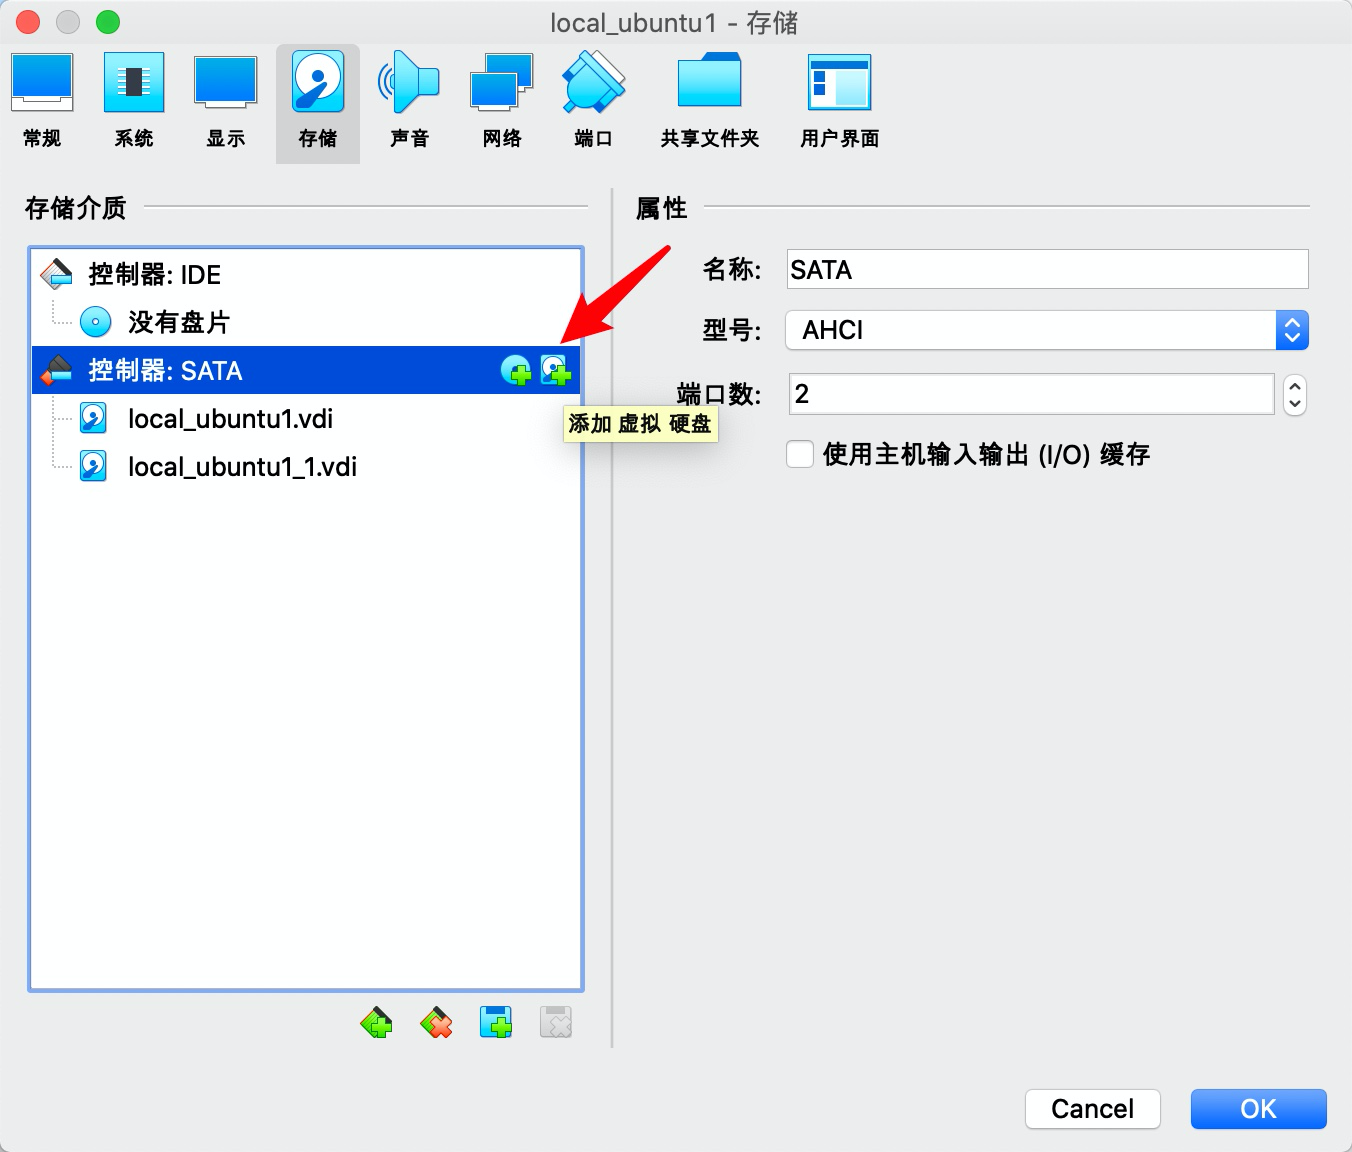 local_ubuntu1 - 存储
常规 系统 显示 存储 声音 网络 端口 共享文件夹 用户界面
存储介质
控制器: IDE
没有盘片
控制器: SATA
local_ubuntu1.vdi
local_ubuntu1_1.vdi
添加 虚拟 硬盘
属性
名称: SATA
型号: AHCI
端口数: 2
使用主机输入输出 (I/O) 缓存
Cancel OK